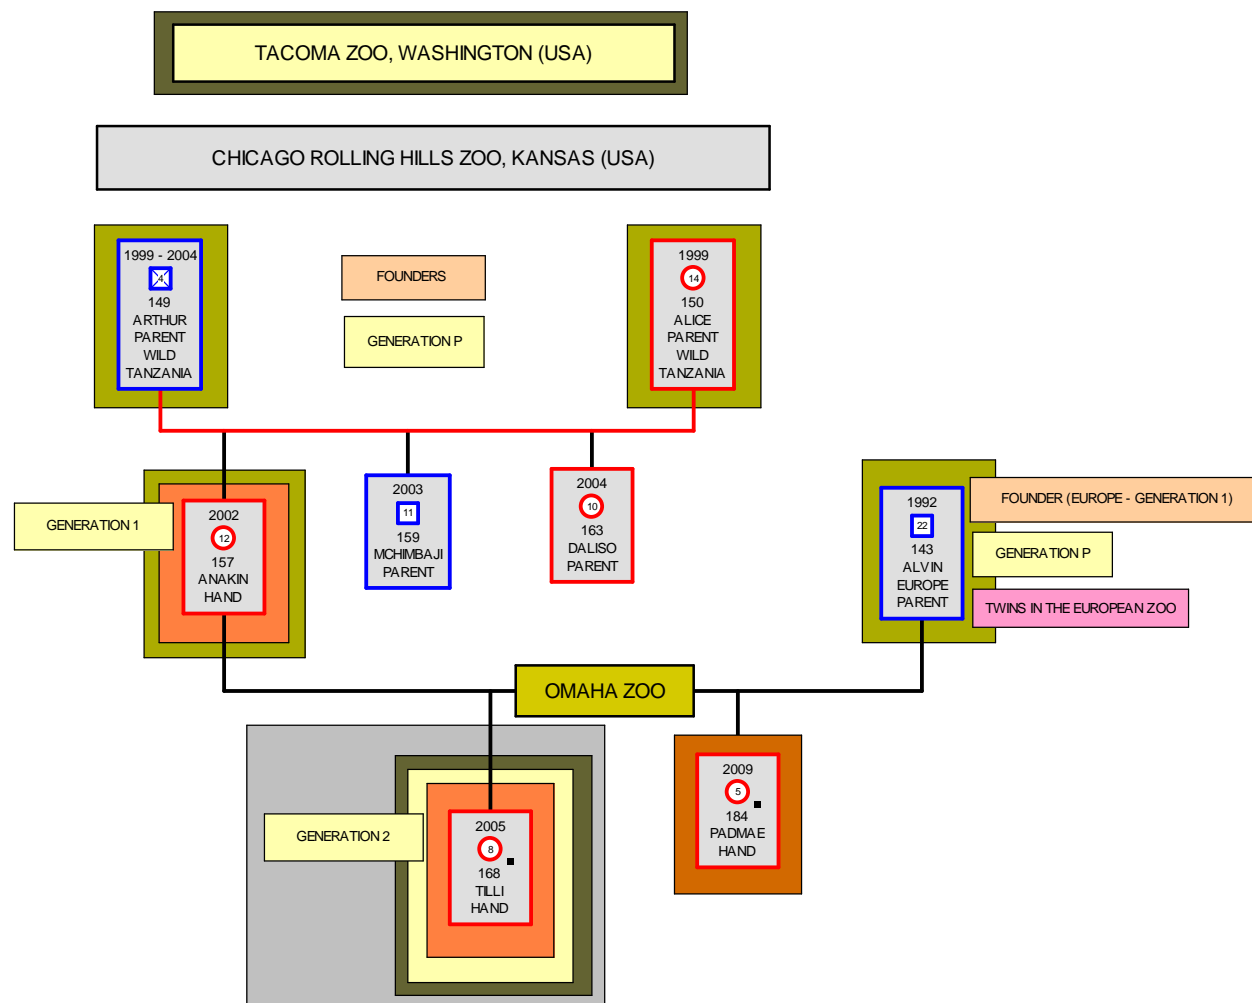 TACOMA ZOO, WASHINGTON (USA)
CHICAGO ROLLING HILLS ZOO, KANSAS (USA)
1999 - 2004
4
149
ARTHUR
PARENT
WILD
TANZANIA
FOUNDERS
GENERATION P
1999
14
150
ALICE
PARENT
WILD
TANZANIA
GENERATION 1
2002
12
157
ANAKIN
HAND
2003
11
159
MCHIMBAJI
PARENT
2004
10
163
DALISO
PARENT
1992
22
143
ALVIN
EUROPE
PARENT
FOUNDER (EUROPE - GENERATION 1)
GENERATION P
TWINS IN THE EUROPEAN ZOO
OMAHA ZOO
GENERATION 2
2005
8
168
TILLI
HAND
2009
5
184
PADMAE
HAND